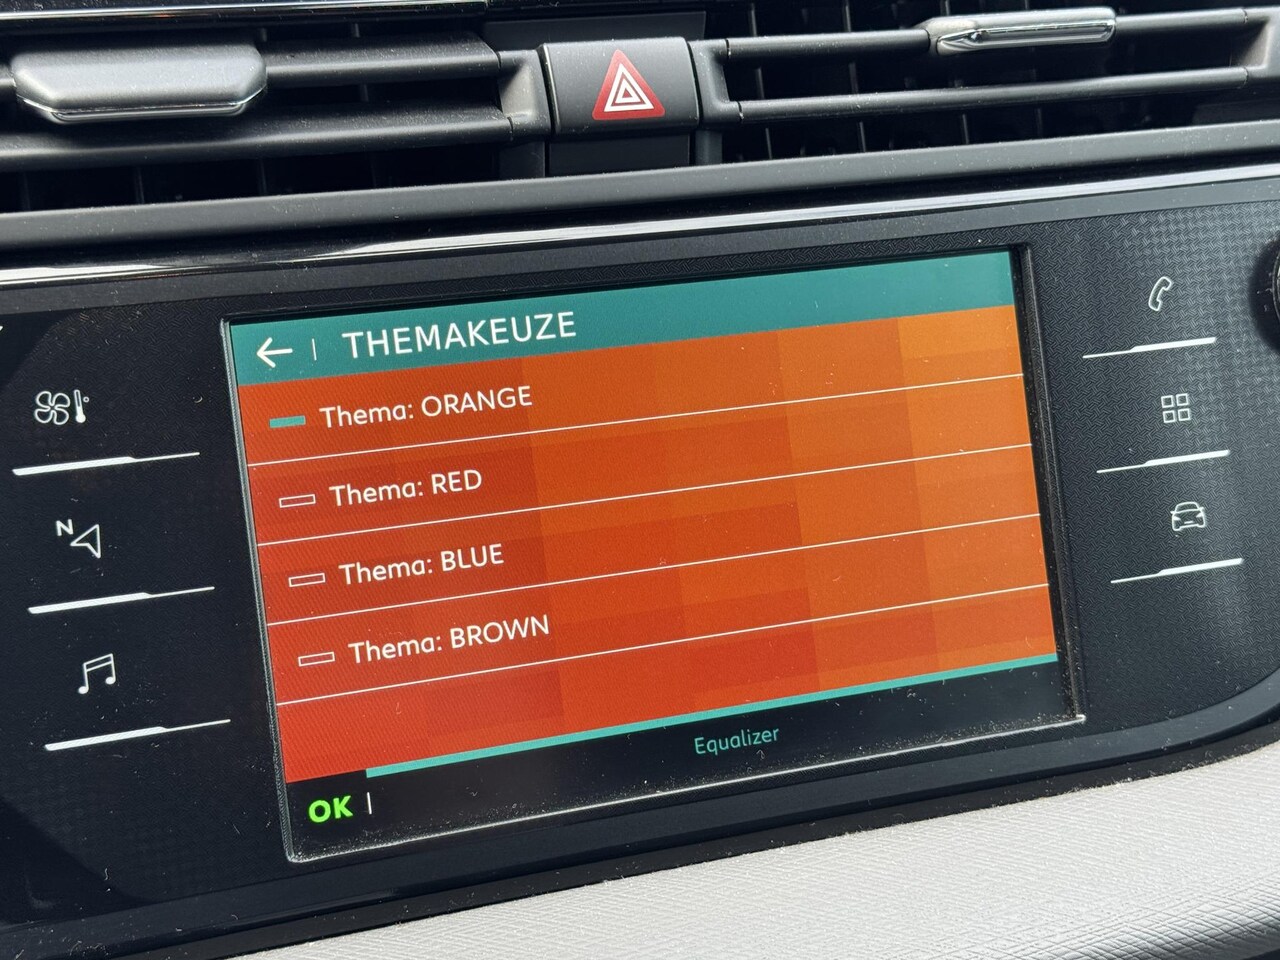 THEMAKEUZE
Thema: ORANGE
Thema: RED
Thema: BLUE
Thema: BROWN
Equalizer
OK
N